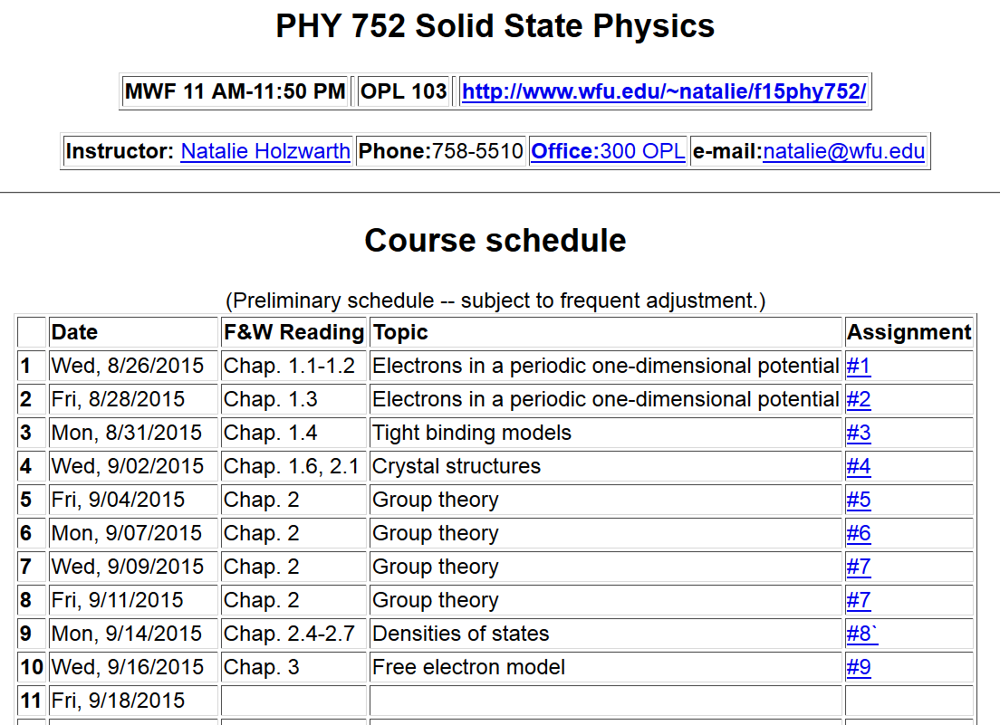 PHY 752 Solid State Physics
MWF 11 AM-11:50 PM OPL 103 http://www.wfu.edu/~natalie/f15phy752/
Instructor: Natalie Holzwarth Phone:758-5510 Office:300 OPL e-mail:natalie@wfu.edu
Course schedule
(Preliminary schedule -- subject to frequent adjustment.)
Date F&W Reading Topic Assignment
1 Wed, 8/26/2015 Chap. 1.1-1.2 Electrons in a periodic one-dimensional potential #1
2 Fri, 8/28/2015 Chap. 1.3 Electrons in a periodic one-dimensional potential #2
3 Mon, 8/31/2015 Chap. 1.4 Tight binding models #3
4 Wed, 9/02/2015 Chap. 1.6, 2.1 Crystal structures #4
5 Fri, 9/04/2015 Chap. 2 Group theory #5
6 Mon, 9/07/2015 Chap. 2 Group theory #6
7 Wed, 9/09/2015 Chap. 2 Group theory #7
8 Fri, 9/11/2015 Chap. 2 Group theory #7
9 Mon, 9/14/2015 Chap. 2.4-2.7 Densities of states #8`
10 Wed, 9/16/2015 Chap. 3 Free electron model #9
11 Fri, 9/18/2015